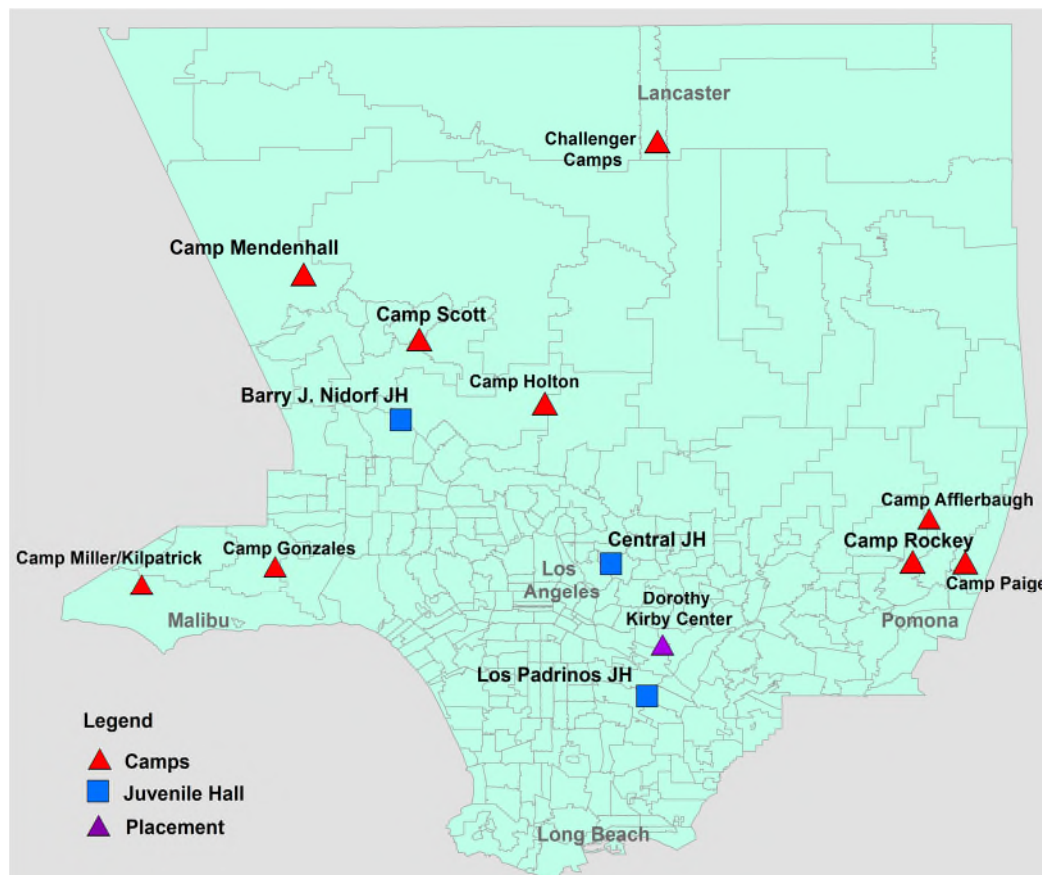 Lancaster
Challenger
Camps
Camp Mendenhall
Camp Scott
Camp Holton
Barry J. Nidorf JH
Camp Afflerbaugh
Camp Rockey
Camp Paige
Central JH
Camp Gonzales
Camp Miller/Kilpatrick
Los
Angeles
Dorothy
Kirby Center
Malibu
Pomona
Los Padrinos JH
Legend
Camps
Juvenile Hall
Placement
Long Beach